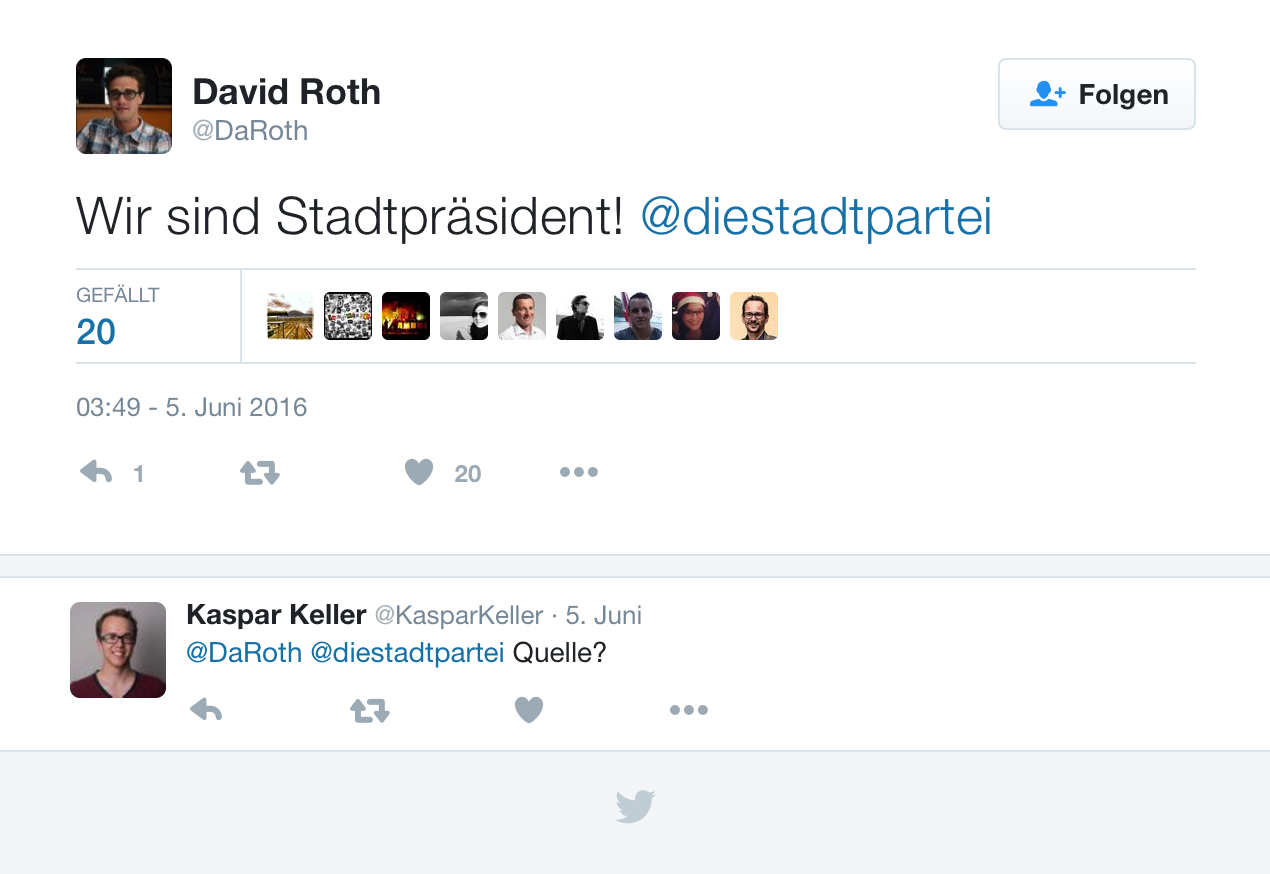 David Roth
@DaRoth
Folgen
Wir sind Stadtpräsident! @diestadtpartei
GEFÄLLT
20
03:49 - 5. Juni 2016
1
20
Kaspar Keller @KasparKeller · 5. Juni
@DaRoth @diestadtpartei Quelle?